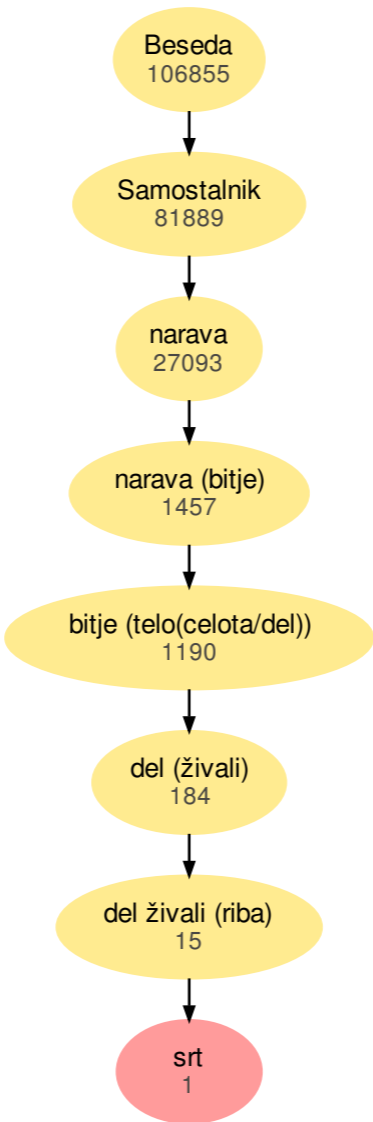 Beseda
106855
Samostalnik
81889
narava
27093
narava (bitje)
1457
bitje (telo(celota/del))
1190
del (živali)
184
del živali (riba)
15
srt
1